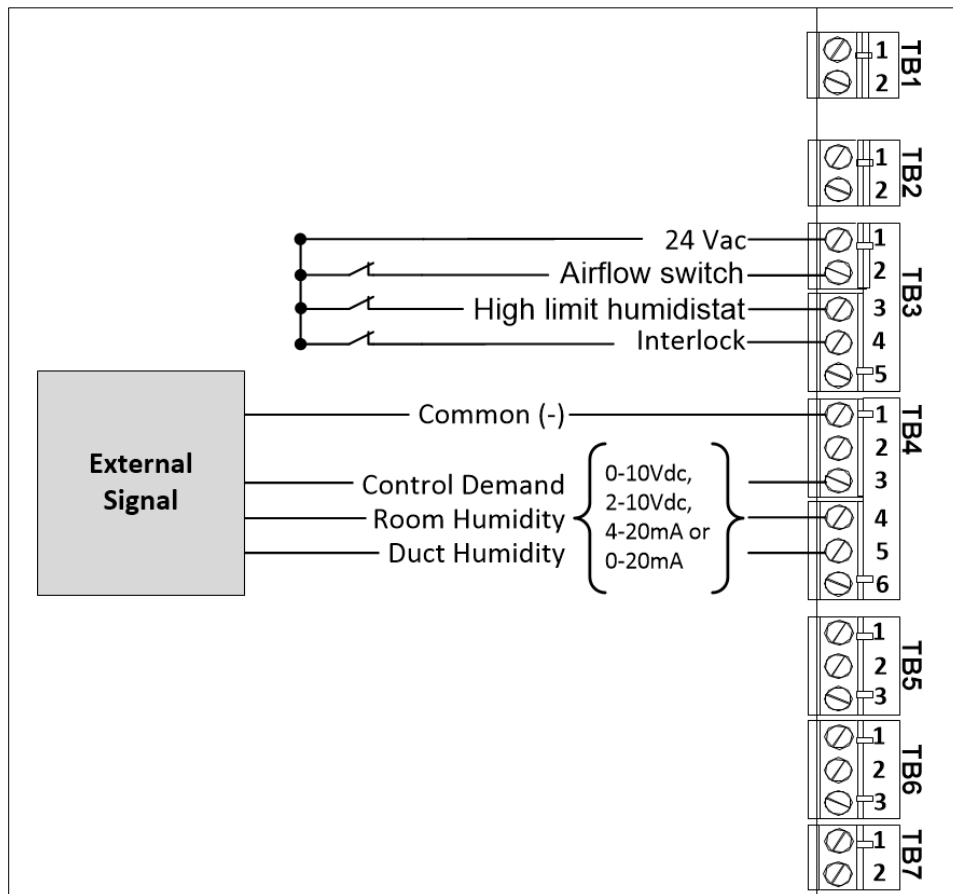 1
2
TB1
1
2
TB2
24 Vac
Airflow switch
High limit humidistat
Interlock
1
2
3
4
5
TB3
External
Signal
Common (-)
Control Demand
Room Humidity
Duct Humidity
0-10Vdc,
2-10Vdc,
4-20mA or
0-20mA
1
2
3
4
5
6
TB4
1
2
3
TB5
1
2
3
TB6
1
2
TB7